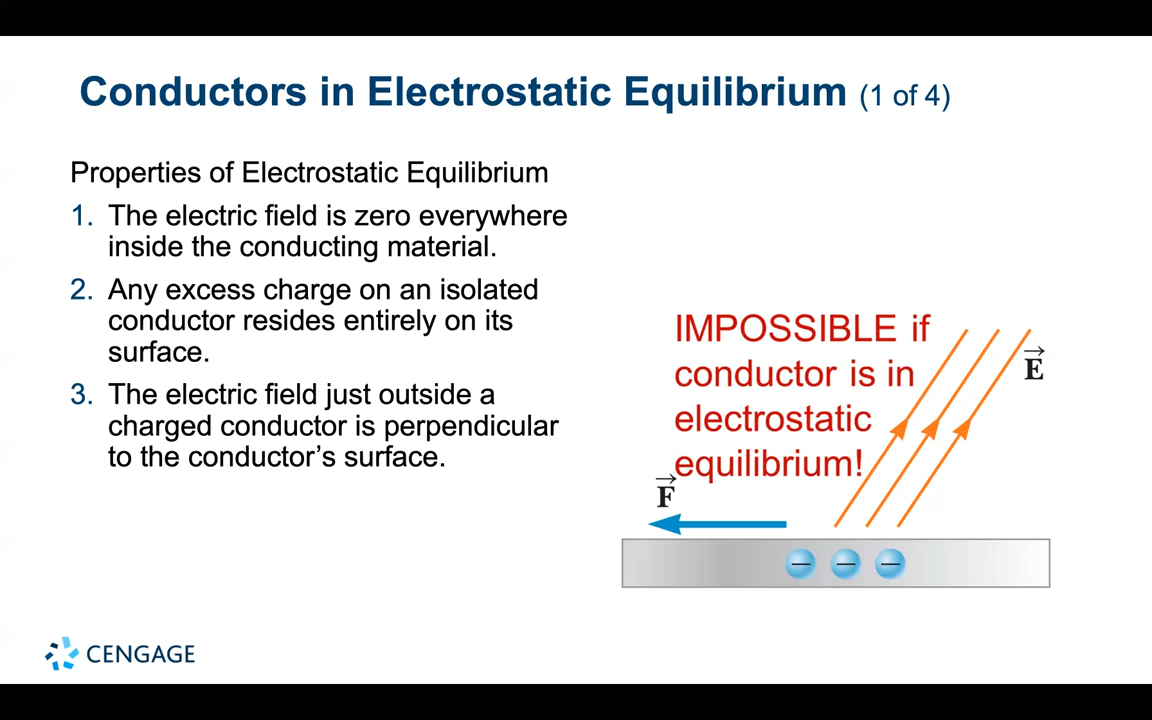 Conductors in Electrostatic Equilibrium (1 of 4)
Properties of Electrostatic Equilibrium
1. The electric field is zero everywhere
inside the conducting material.
2. Any excess charge on an isolated
conductor resides entirely on its
surface.
3. The electric field just outside a
charged conductor is perpendicular
to the conductor's surface.
IMPOSSIBLE if
conductor is in
electrostatic
equilibrium!
E
F
− − −
CENGAGE